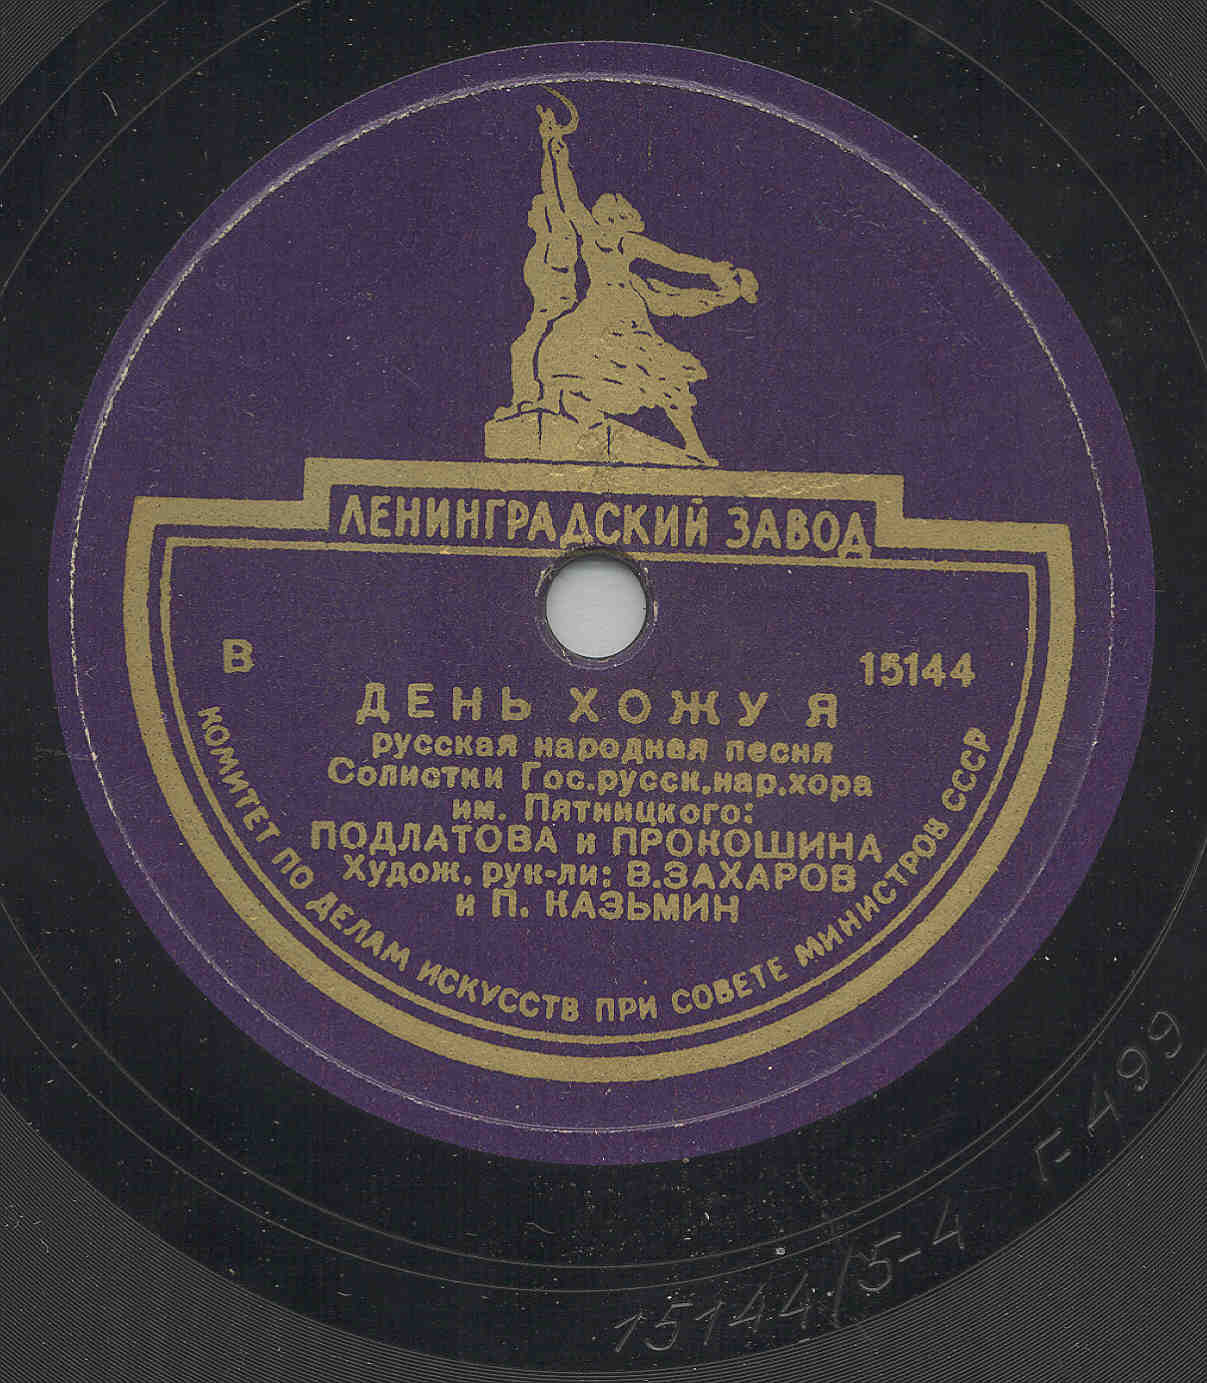 ЛЕНИНГРАДСКИЙ ЗАВОД
В 15144
ДЕНЬ ХОЖУ Я
русская народная песня
Солистки Гос.русск.нар.хора
им. Пятницкого:
ПОДЛАТОВА и ПРОКОШИНА
Худож. рук-ли: В.ЗАХАРОВ
и П. КАЗЬМИН
КОМИТЕТ ПО ДЕЛАМ ИСКУССТВ ПРИ СОВЕТЕ МИНИСТРОВ СССР
15144/5-4 Г-499